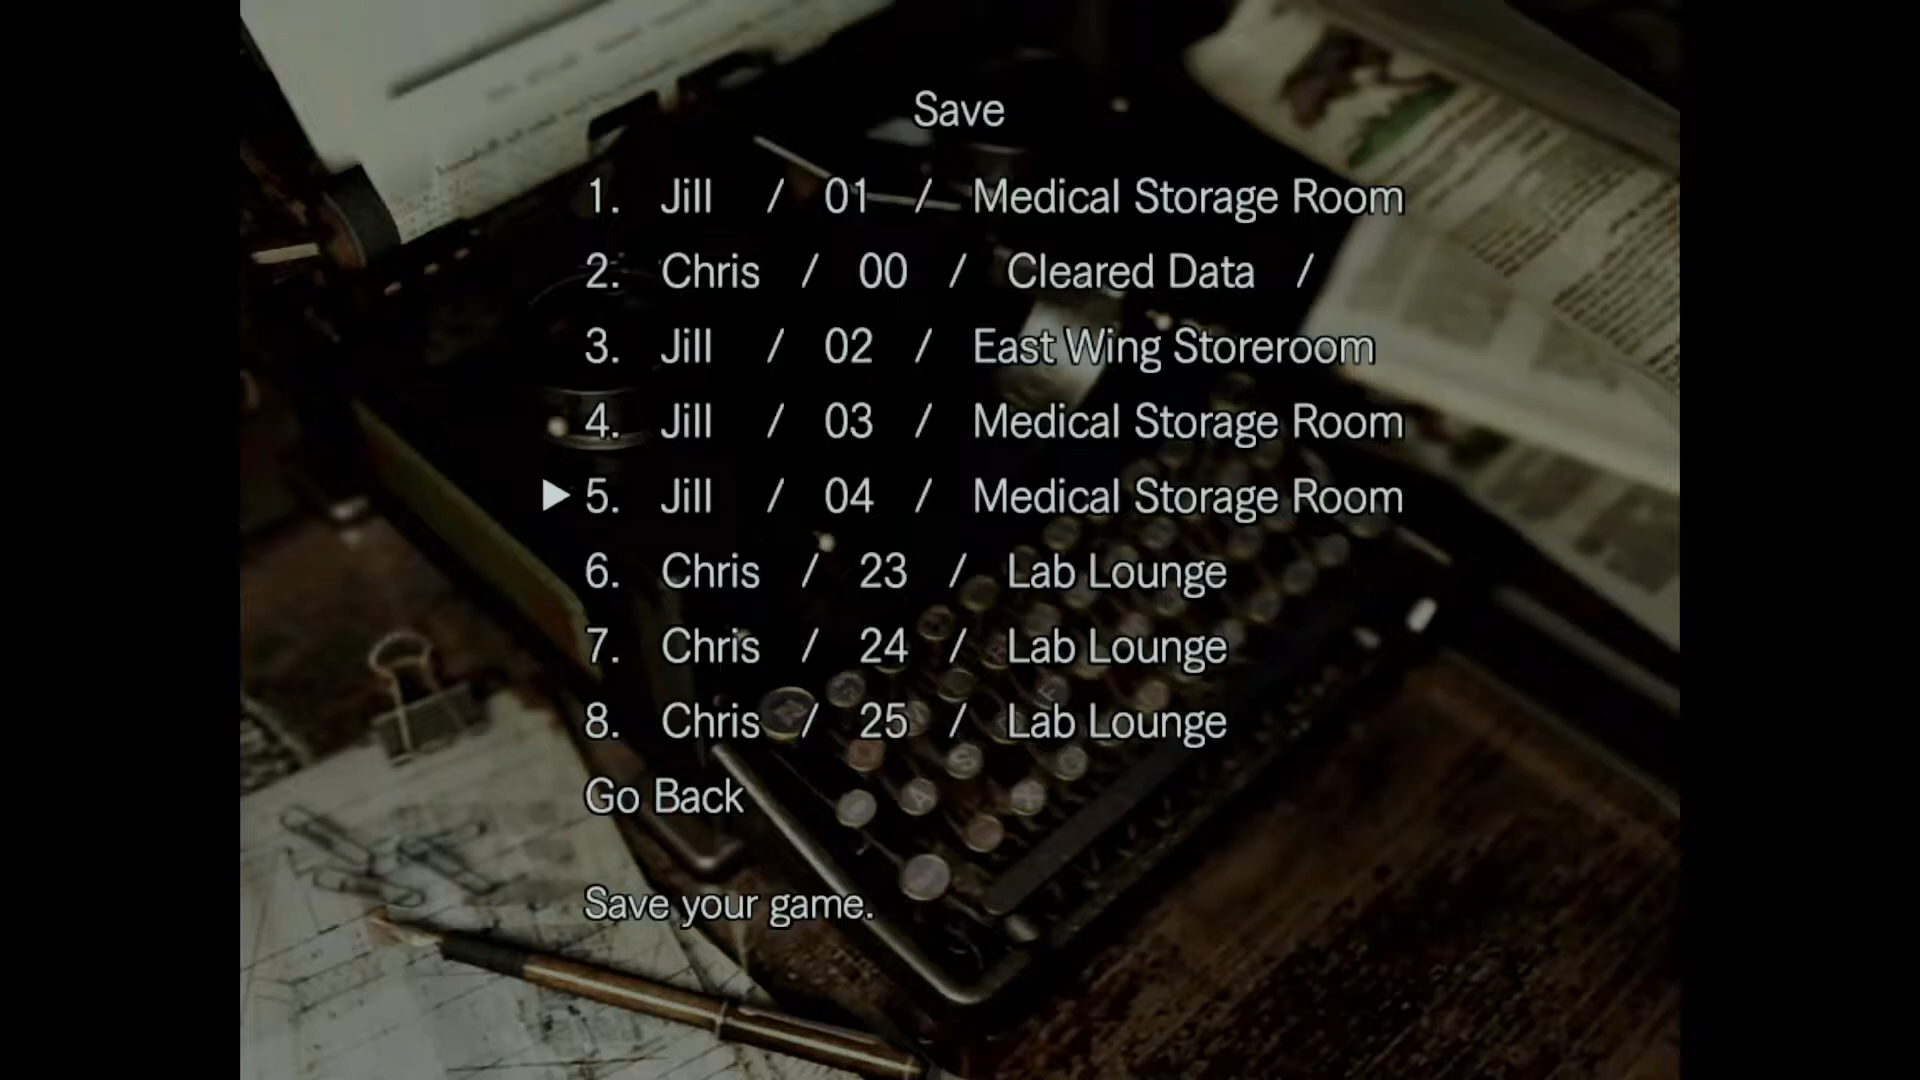 Save
1. Jill / 01 / Medical Storage Room
2. Chris / 00 / Cleared Data /
3. Jill / 02 / East Wing Storeroom
4. Jill / 03 / Medical Storage Room
▶ 5. Jill / 04 / Medical Storage Room
6. Chris / 23 / Lab Lounge
7. Chris / 24 / Lab Lounge
8. Chris / 25 / Lab Lounge
Go Back
Save your game.